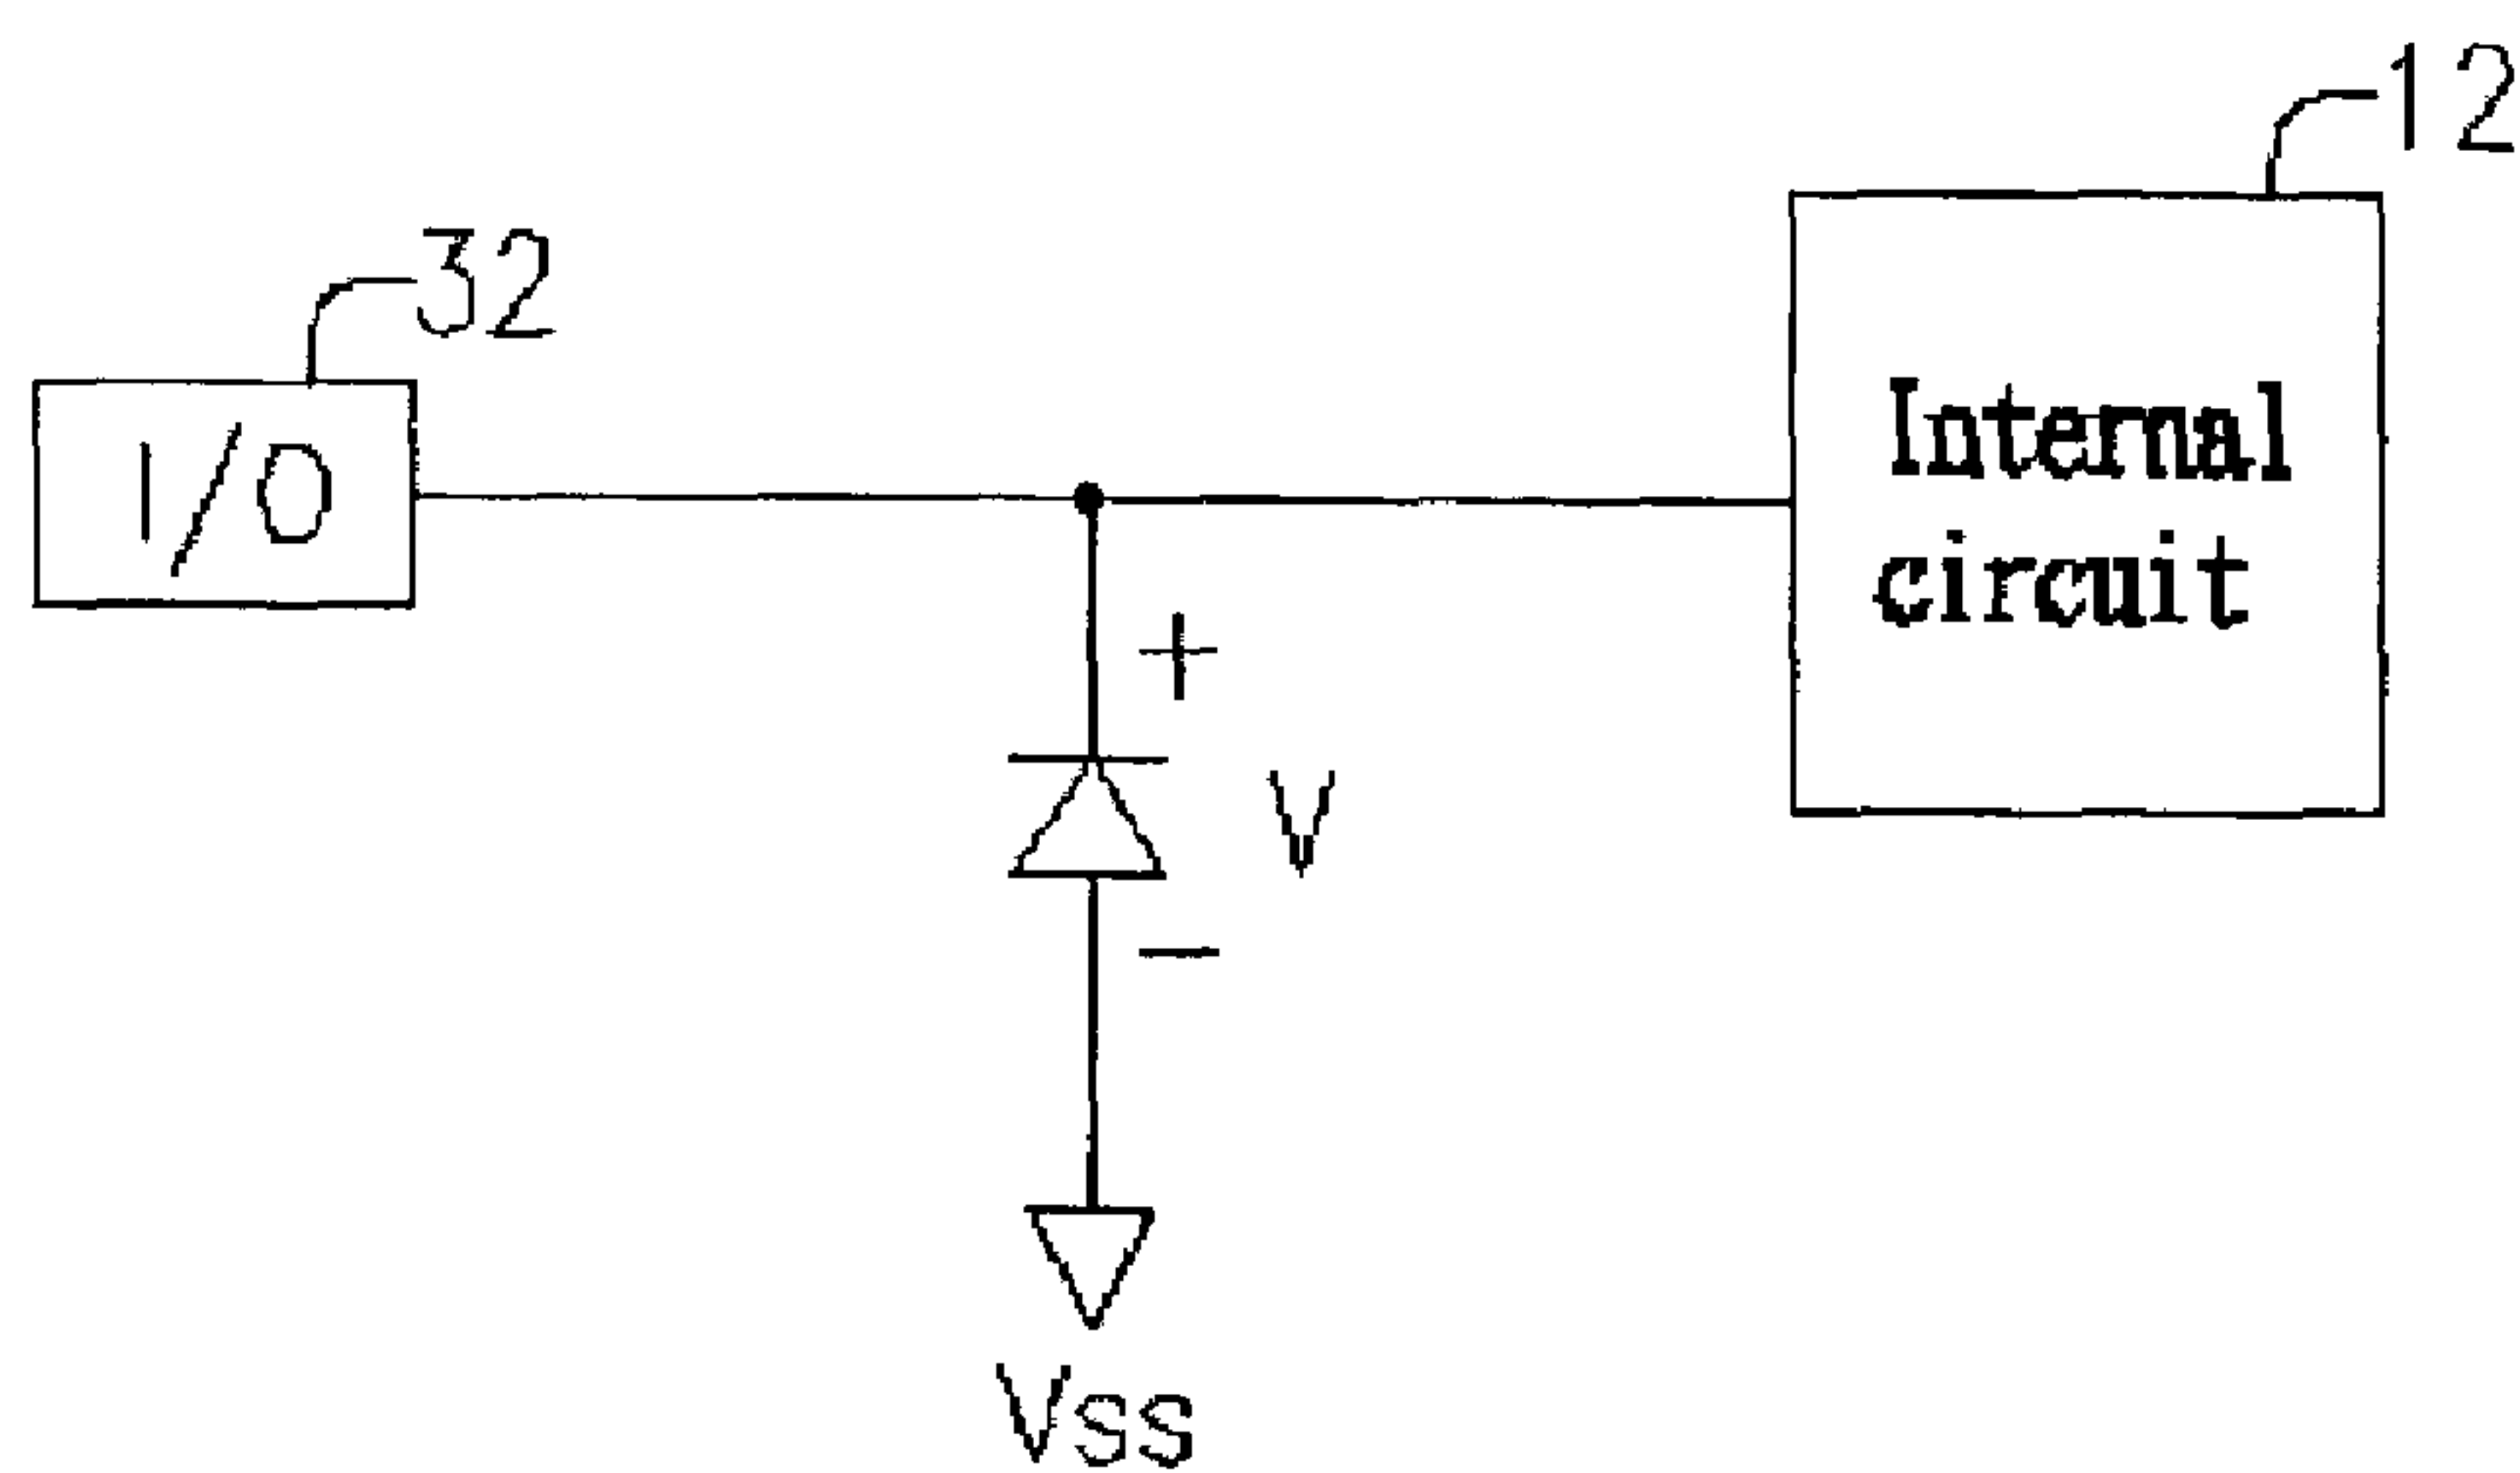 12
32
I/O
Internal
circuit
+
V
−
Vss